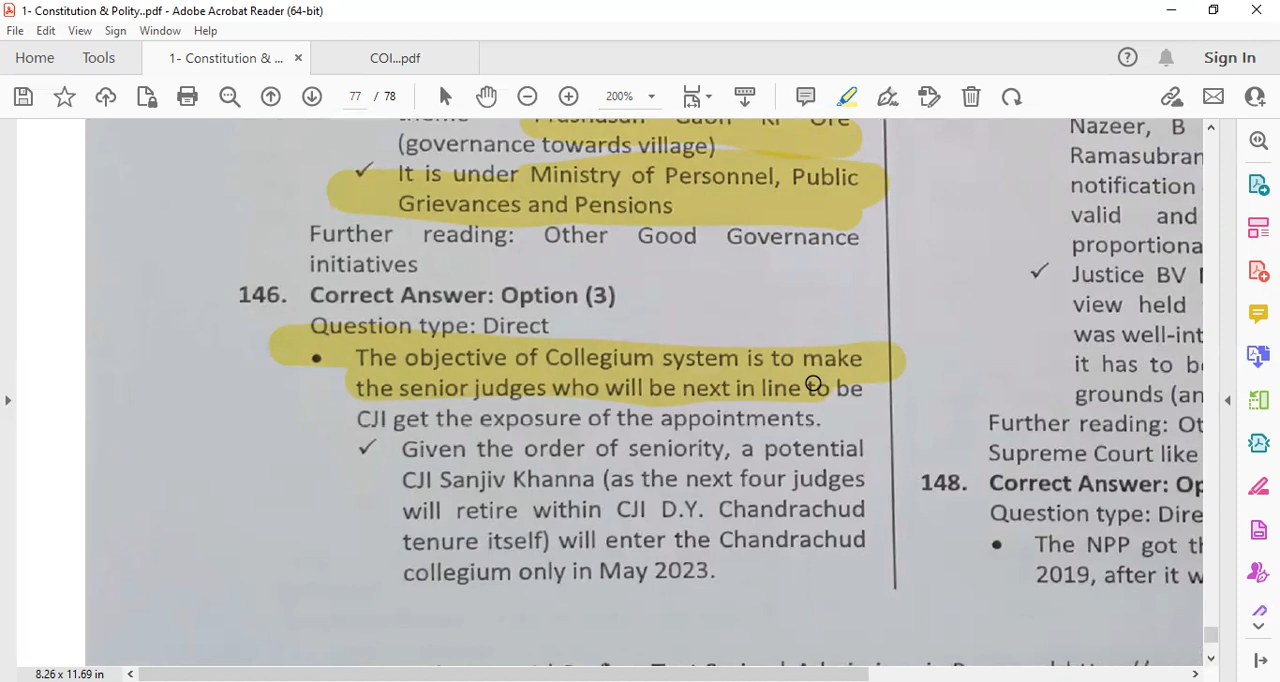 1- Constitution & Polity..pdf - Adobe Acrobat Reader (64-bit)
File Edit View Sign Window Help
Home Tools 1- Constitution & ... × COI...pdf Sign In
77 / 78 200%
(governance towards village)
✓ It is under Ministry of Personnel, Public
Grievances and Pensions
Further reading: Other Good Governance
initiatives
146. Correct Answer: Option (3)
Question type: Direct
• The objective of Collegium system is to make
the senior judges who will be next in line to be
CJI get the exposure of the appointments.
✓ Given the order of seniority, a potential
CJI Sanjiv Khanna (as the next four judges
will retire within CJI D.Y. Chandrachud
tenure itself) will enter the Chandrachud
collegium only in May 2023.
Nazeer, B
Ramasubran
notification
valid and
proportiona
✓ Justice BV
view held
was well-int
it has to be
grounds (an
Further reading: Ot
Supreme Court like
148. Correct Answer: Op
Question type: Dire
• The NPP got th
2019, after it w
8.26 x 11.69 in